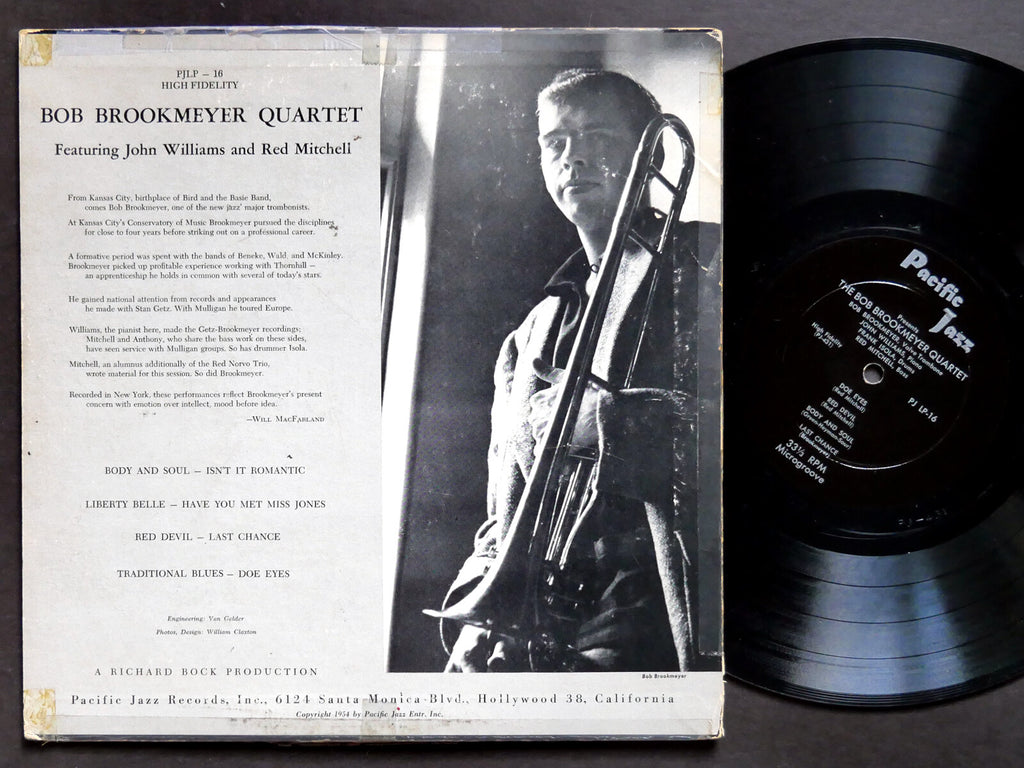 PJLP – 16
HIGH FIDELITY
BOB BROOKMEYER QUARTET
Featuring John Williams and Red Mitchell
From Kansas City, birthplace of Bird and the Basie Band,
comes Bob Brookmeyer, one of the new jazz' major trombonists.
At Kansas City's Conservatory of Music Brookmeyer pursued the disciplines
for close to four years before striking out on a professional career.
A formative period was spent with the bands of Beneke, Wald, and McKinley.
Brookmeyer picked up profitable experience working with Thornhill –
an apprenticeship he holds in common with several of today's stars.
He gained national attention from records and appearances
he made with Stan Getz. With Mulligan he toured Europe.
Williams, the pianist here, made the Getz-Brookmeyer recordings;
Mitchell and Anthony, who share the bass work on these sides,
have seen service with Mulligan groups. So has drummer Isola.
Mitchell, an alumnus additionally of the Red Norvo Trio,
wrote material for this session. So did Brookmeyer.
Recorded in New York, these performances reflect Brookmeyer's present
concern with emotion over intellect, mood before idea.
—Will MacFarland
BODY AND SOUL – ISN'T IT ROMANTIC
LIBERTY BELLE – HAVE YOU MET MISS JONES
RED DEVIL – LAST CHANCE
TRADITIONAL BLUES – DOE EYES
Engineering: Van Gelder
Photos, Design: William Claxton
A RICHARD BOCK PRODUCTION
Bob Brookmeyer
Pacific Jazz Records, Inc., 6124 Santa Monica Blvd., Hollywood 38, California
Copyright 1954 by Pacific Jazz Entr. Inc.
Pacific Jazz
Presents
THE BOB BROOKMEYER QUARTET
BOB BROOKMEYER, Valve Trombone
JOHN WILLIAMS, Piano
FRANK ISOLA, Drums
RED MITCHELL, Bass
High Fidelity
PJ LP-16
DOE EYES
(Red Mitchell)
RED DEVIL
(Red Mitchell)
BODY AND SOUL
(Green-Heyman-Sour)
LAST CHANCE
(Brookmeyer)
33⅓ RPM
Microgroove